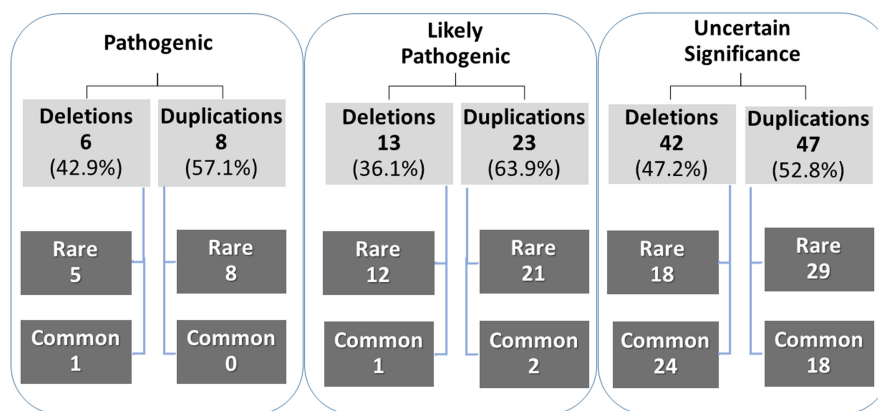 Pathogenic
Deletions
6
(42.9%)
Duplications
8
(57.1%)
Rare
5
Rare
8
Common
1
Common
0
Likely
Pathogenic
Deletions
13
(36.1%)
Duplications
23
(63.9%)
Rare
12
Rare
21
Common
1
Common
2
Uncertain
Significance
Deletions
42
(47.2%)
Duplications
47
(52.8%)
Rare
18
Rare
29
Common
24
Common
18